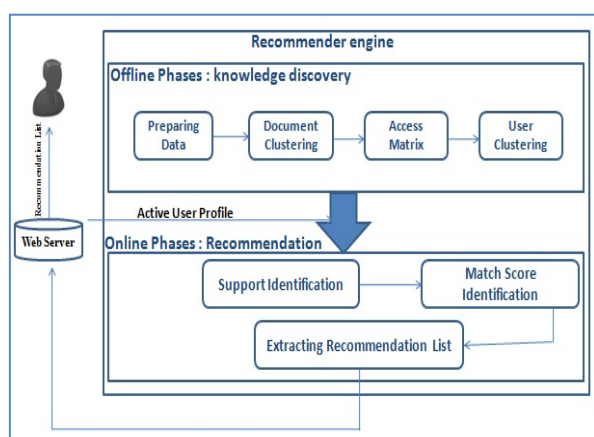 Recommender engine
Offline Phases : knowledge discovery
Preparing
Data
Document
Clustering
Access
Matrix
User
Clustering
Recommendation List
Active User Profile
Web Server
Online Phases : Recommendation
Support Identification
Match Score
Identification
Extracting Recommendation List